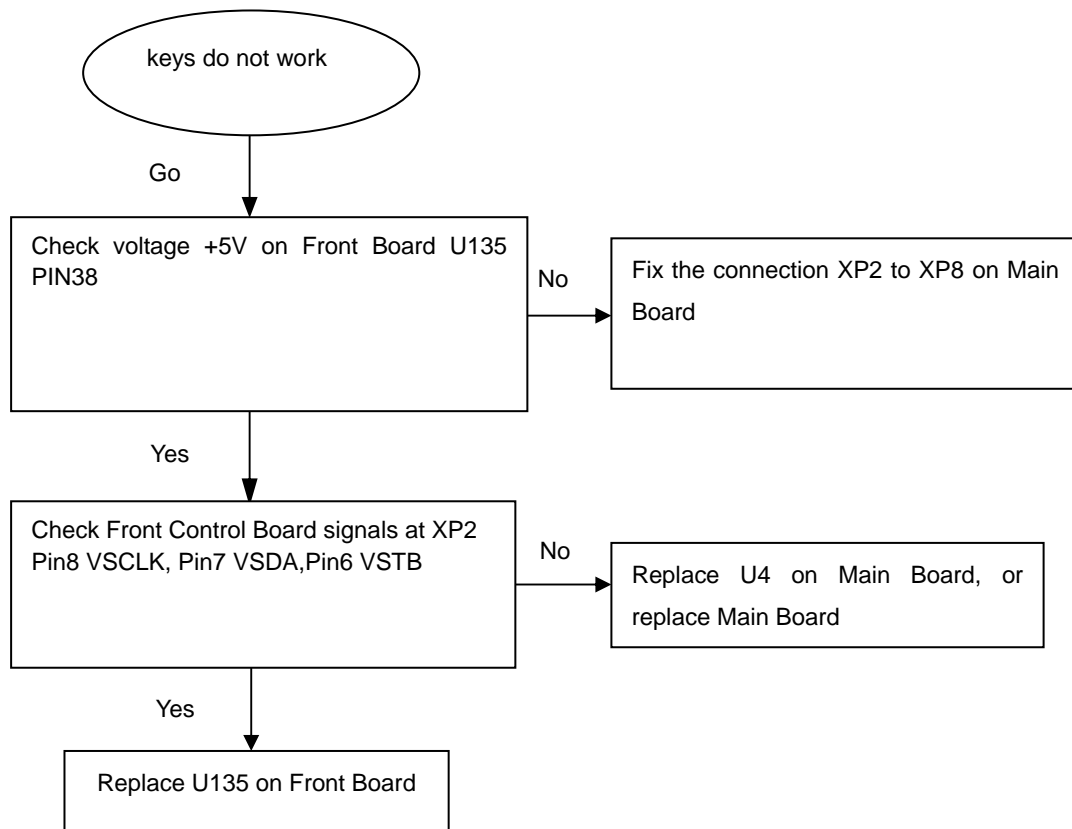 keys do not work
Go
Check voltage +5V on Front Board U135
PIN38
No
Fix the connection XP2 to XP8 on Main
Board
Yes
Check Front Control Board signals at XP2
Pin8 VSCLK, Pin7 VSDA,Pin6 VSTB
No
Replace U4 on Main Board, or
replace Main Board
Yes
Replace U135 on Front Board